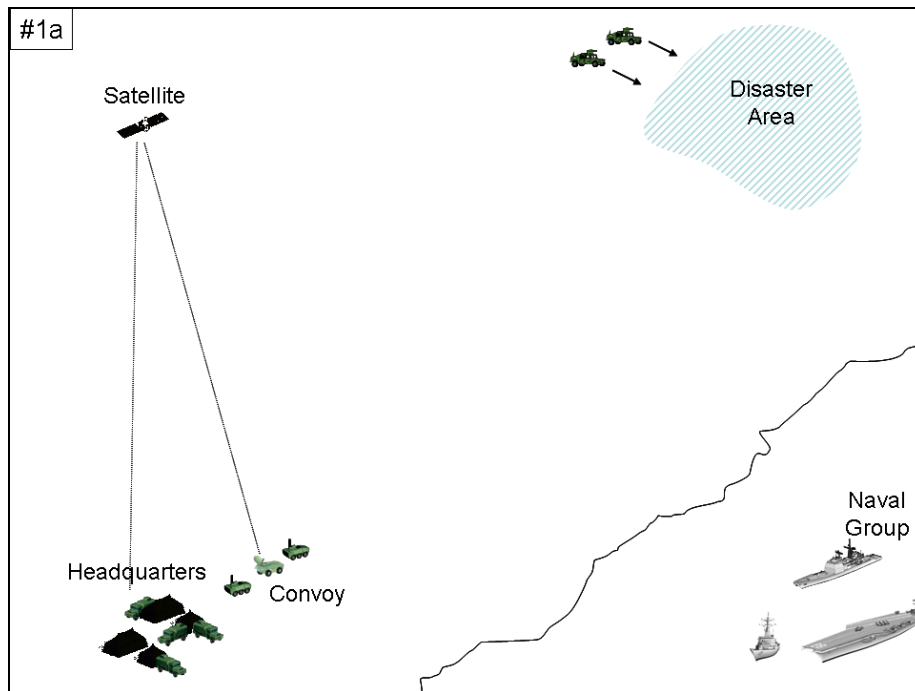 #1a
Satellite
Disaster
Area
Naval
Group
Headquarters
Convoy